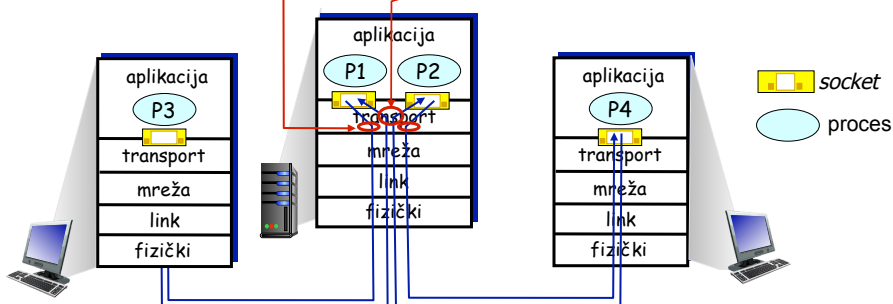 aplikacija
P3
transport
mreža
link
fizički
aplikacija
P1
P2
transport
mreža
link
fizički
aplikacija
P4
transport
mreža
link
fizički
socket
proces